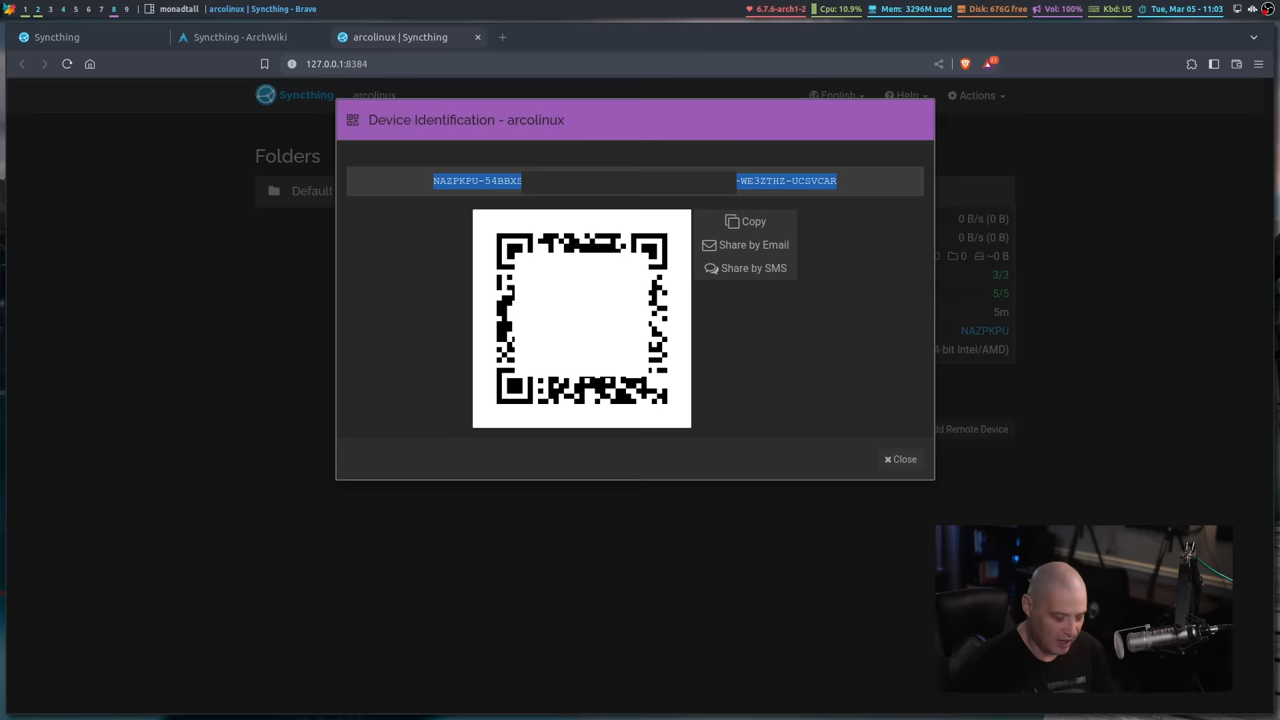 1 2 3 4 5 6 7 8 9 monadtall | arcolinux | Syncthing - Brave 6.7.6-arch1-2 Cpu: 10.9% Mem: 3296M used Disk: 676G free Vol: 100% Kbd: US Tue, Mar 05 - 11:03
Syncthing Syncthing - ArchWiki arcolinux | Syncthing
127.0.0.1:8384
Syncthing arcolinux English Help Actions
Device Identification - arcolinux
Folders
NAZPKPU-54BBXS -WE3ZTHZ-UCSVCAR
Default
Copy
Share by Email
Share by SMS
0 B/s (0 B)
0 B/s (0 B)
0 0 ~0 B
3/3
5/5
5m
NAZPKPU
4-bit Intel/AMD)
Remote Device
Close